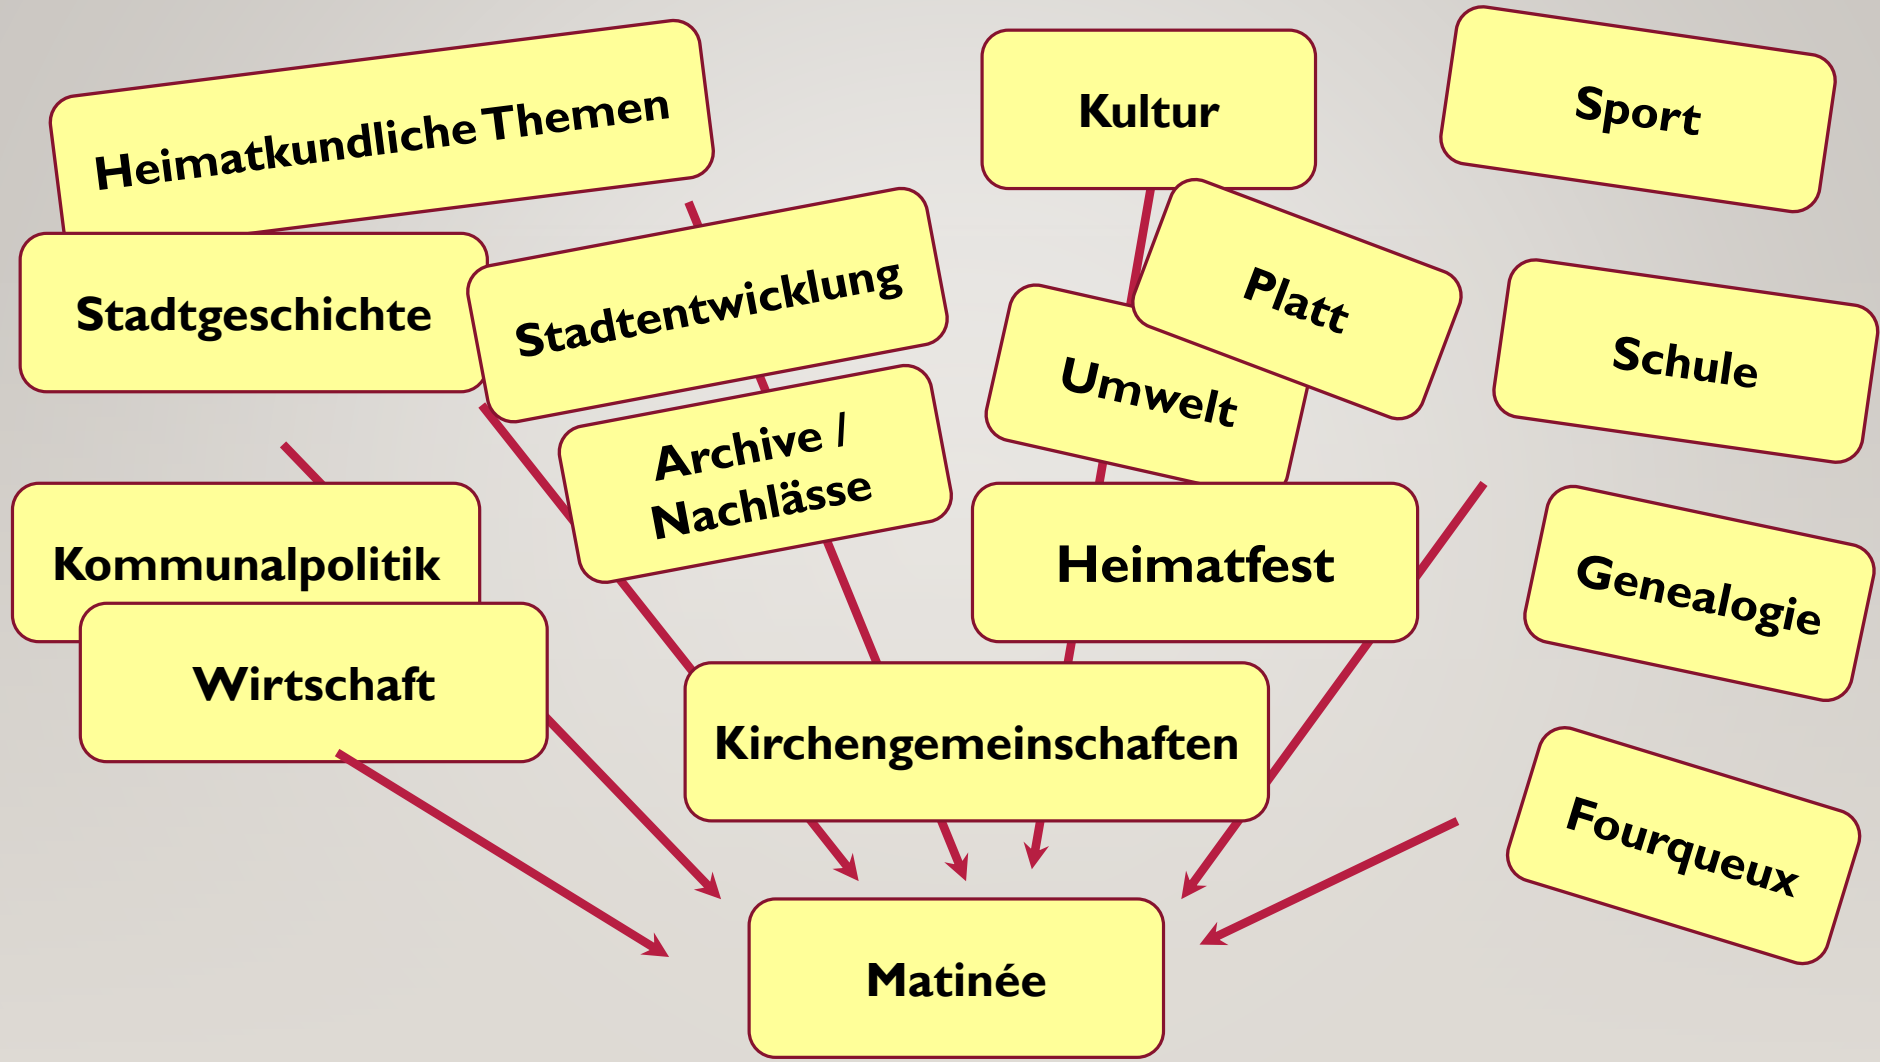 Heimatkundliche Themen
Kultur
Sport
Stadtgeschichte
Stadtentwicklung
Platt
Umwelt
Schule
Archive /
Nachlässe
Kommunalpolitik
Heimatfest
Genealogie
Wirtschaft
Kirchengemeinschaften
Fourqueux
Matinée